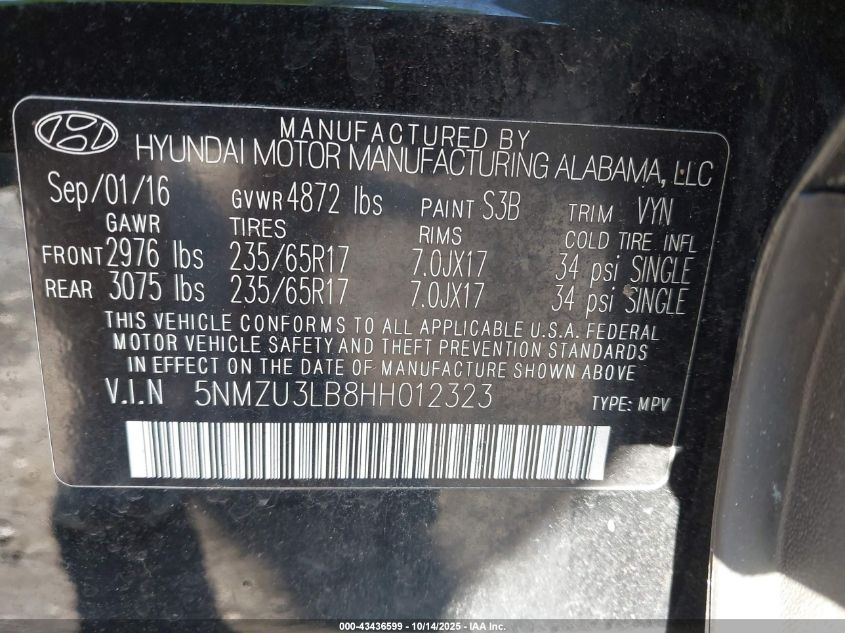 MANUFACTURED BY
HYUNDAI MOTOR MANUFACTURING ALABAMA, LLC
Sep/01/16 GVWR 4872 lbs PAINT S3B TRIM VYN
GAWR TIRES RIMS COLD TIRE INFL
FRONT 2976 lbs 235/65R17 7.0JX17 34 psi SINGLE
REAR 3075 lbs 235/65R17 7.0JX17 34 psi SINGLE
THIS VEHICLE CONFORMS TO ALL APPLICABLE U.S.A. FEDERAL
MOTOR VEHICLE SAFETY AND THEFT PREVENTION STANDARDS
IN EFFECT ON THE DATE OF MANUFACTURE SHOWN ABOVE
V.I.N 5NMZU3LB8HH012323 TYPE: MPV
000-43436599 - 10/14/2025 - IAA Inc.